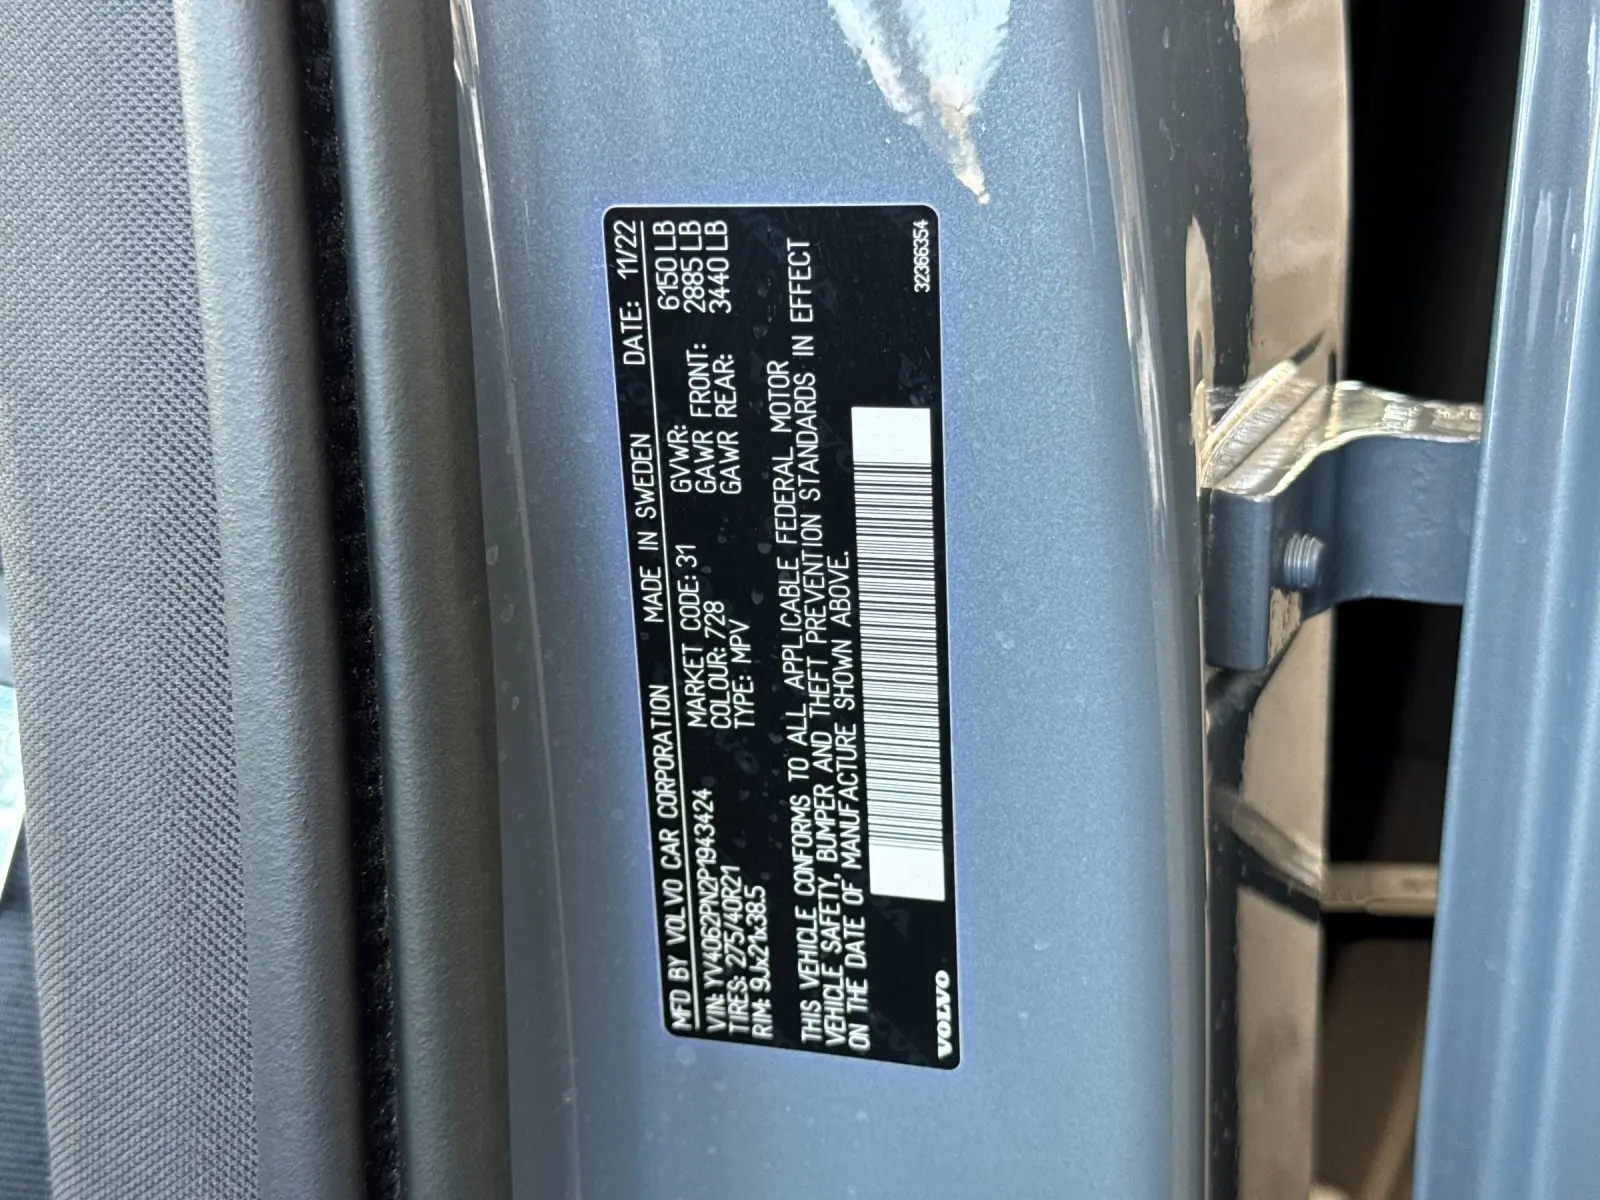 MFD BY VOLVO CAR CORPORATION MADE IN SWEDEN DATE: 11/22
VIN: YV4062PN2P1943424 MARKET CODE: 31 GVWR: 6150 LB
TIRES: 275/40R21 COLOUR: 728 GAWR FRONT: 2885 LB
RIM: 9Jx21x38.5 TYPE: MPV GAWR REAR: 3440 LB
THIS VEHICLE CONFORMS TO ALL APPLICABLE FEDERAL MOTOR
VEHICLE SAFETY, BUMPER AND THEFT PREVENTION STANDARDS IN EFFECT
ON THE DATE OF MANUFACTURE SHOWN ABOVE.
VOLVO 32366354